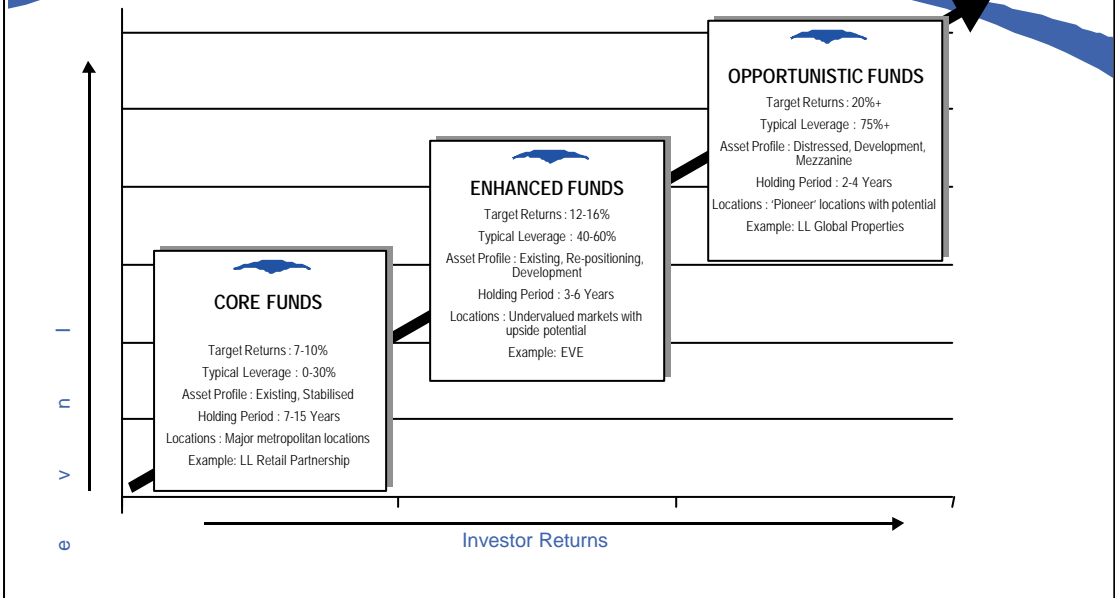 I
n
v
e
CORE FUNDS
Target Returns : 7-10%
Typical Leverage : 0-30%
Asset Profile : Existing, Stabilised
Holding Period : 7-15 Years
Locations : Major metropolitan locations
Example: LL Retail Partnership
ENHANCED FUNDS
Target Returns : 12-16%
Typical Leverage : 40-60%
Asset Profile : Existing, Re-positioning,
Development
Holding Period : 3-6 Years
Locations : Undervalued markets with
upside potential
Example: EVE
OPPORTUNISTIC FUNDS
Target Returns : 20%+
Typical Leverage : 75%+
Asset Profile : Distressed, Development,
Mezzanine
Holding Period : 2-4 Years
Locations : ‘Pioneer’ locations with potential
Example: LL Global Properties
Investor Returns